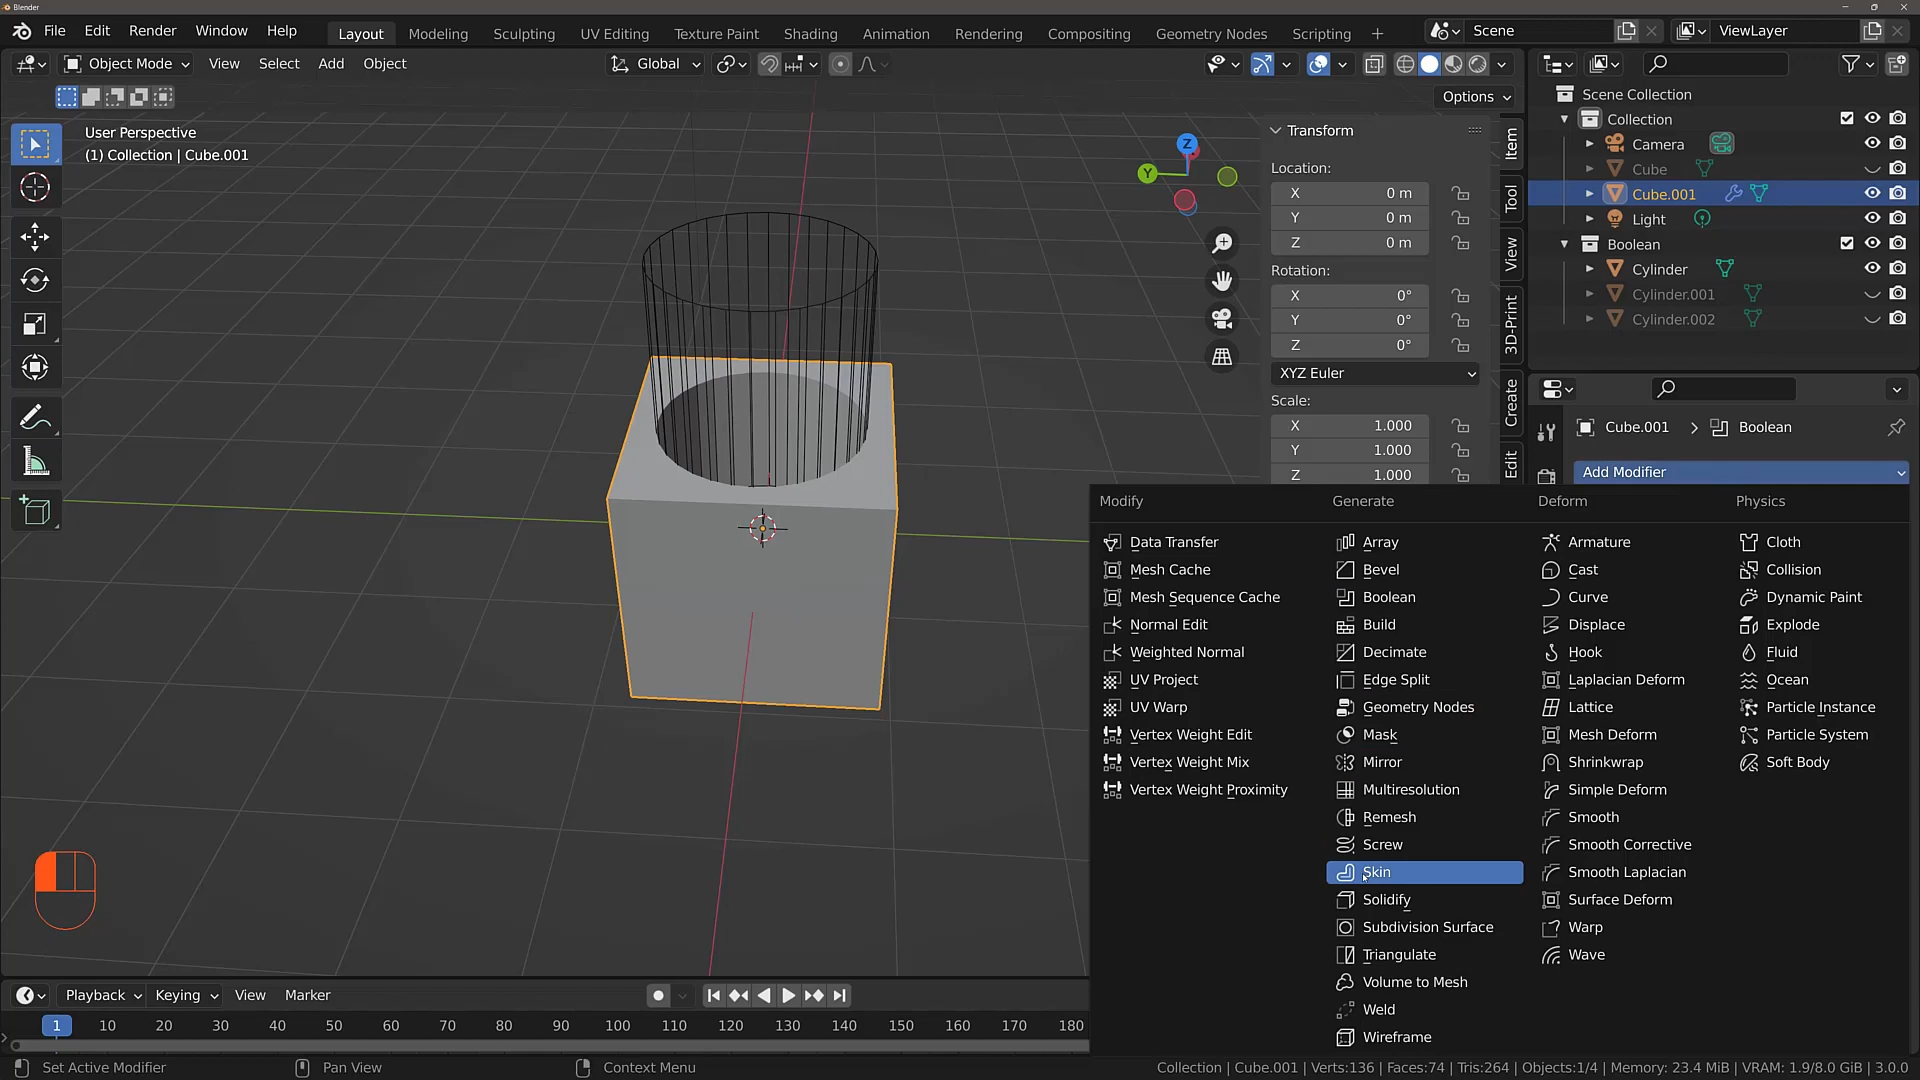 Blender
File Edit Render Window Help Layout Modeling Sculpting UV Editing Texture Paint Shading Animation Rendering Compositing Geometry Nodes Scripting + Scene ViewLayer
Object Mode View Select Add Object Global
Options
User Perspective
(1) Collection | Cube.001
Z
Y
Transform
Location:
X 0 m
Y 0 m
Z 0 m
Rotation:
X 0°
Y 0°
Z 0°
XYZ Euler
Scale:
X 1.000
Y 1.000
Z 1.000
Item
Tool
View
3D-Print
Create
Edit
Scene Collection
Collection
Camera
Cube
Cube.001
Light
Boolean
Cylinder
Cylinder.001
Cylinder.002
Cube.001 > Boolean
Add Modifier
Modify
Data Transfer
Mesh Cache
Mesh Sequence Cache
Normal Edit
Weighted Normal
UV Project
UV Warp
Vertex Weight Edit
Vertex Weight Mix
Vertex Weight Proximity
Generate
Array
Bevel
Boolean
Build
Decimate
Edge Split
Geometry Nodes
Mask
Mirror
Multiresolution
Remesh
Screw
Skin
Solidify
Subdivision Surface
Triangulate
Volume to Mesh
Weld
Wireframe
Deform
Armature
Cast
Curve
Displace
Hook
Laplacian Deform
Lattice
Mesh Deform
Shrinkwrap
Simple Deform
Smooth
Smooth Corrective
Smooth Laplacian
Surface Deform
Warp
Wave
Physics
Cloth
Collision
Dynamic Paint
Explode
Fluid
Ocean
Particle Instance
Particle System
Soft Body
Playback Keying View Marker
1 10 20 30 40 50 60 70 80 90 100 110 120 130 140 150 160 170 180
Set Active Modifier Pan View Context Menu Collection | Cube.001 | Verts:136 | Faces:74 | Tris:264 | Objects:1/4 | Memory: 23.4 MiB | VRAM: 1.9/8.0 GiB | 3.0.0